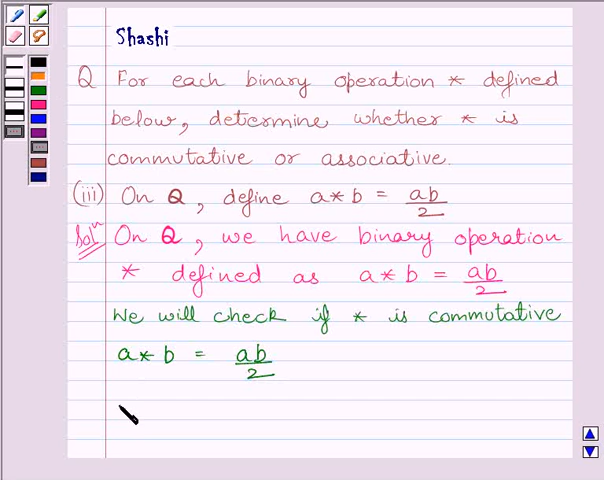 Shashi
Q For each binary operation * defined
below, determine whether * is
commutative or associative.
(iii) On Q, define a * b = ab/2
Solⁿ On Q, we have binary operation
* defined as a * b = ab/2
We will check if * is commutative
a * b = ab/2